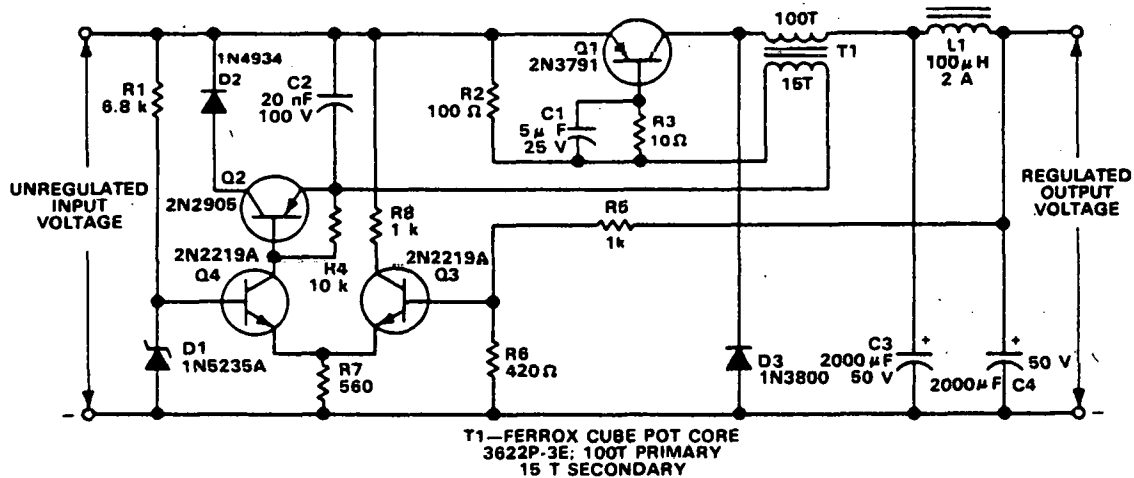 1N4934
D2
R1
6.8 k
C2
20 nF
100 V
R2
100 Ω
Q1
2N3791
C1
5μ F
25 V
R3
10Ω
100T
T1
15T
L1
100μH
2 A
UNREGULATED
INPUT
VOLTAGE
REGULATED
OUTPUT
VOLTAGE
Q2
2N2905
R8
1 k
R5
1k
2N2219A
Q4
R4
10 k
2N2219A
Q3
D1
1N5235A
R7
560
R6
420Ω
D3
1N3800
C3
2000μF
50 V
+
+
50 V
2000μF C4
–
–
T1—FERROX CUBE POT CORE
3622P-3E; 100T PRIMARY
15 T SECONDARY